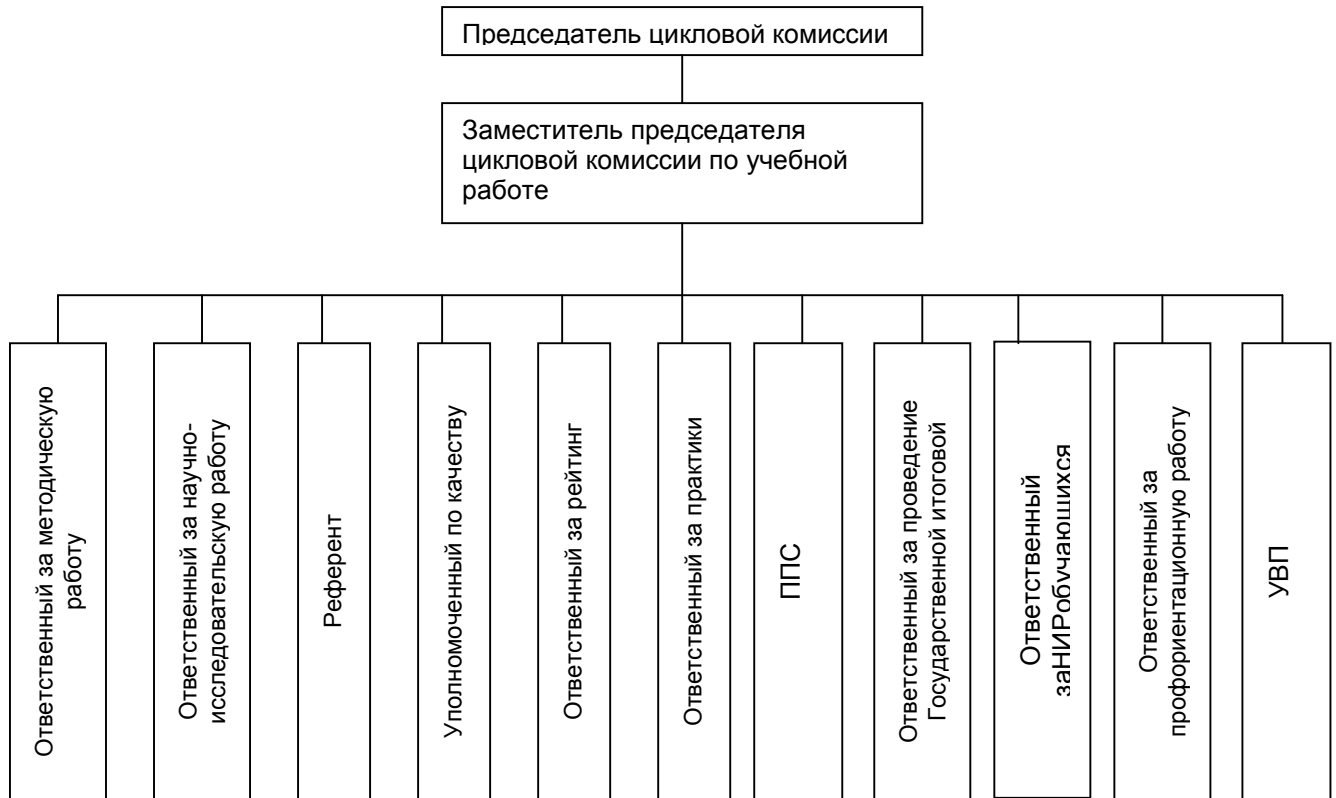 Председатель цикловой комиссии
Заместитель председателя
цикловой комиссии по учебной
работе
Ответственный за методическую
работу
Ответственный за научно-
исследовательскую работу
Референт
Уполномоченный по качеству
Ответственный за рейтинг
Ответственный за практики
ППС
Ответственный за проведение
Государственной итоговой
Ответственный
заНИРобучающихся
Ответственный за
профориентационную работу
УВП